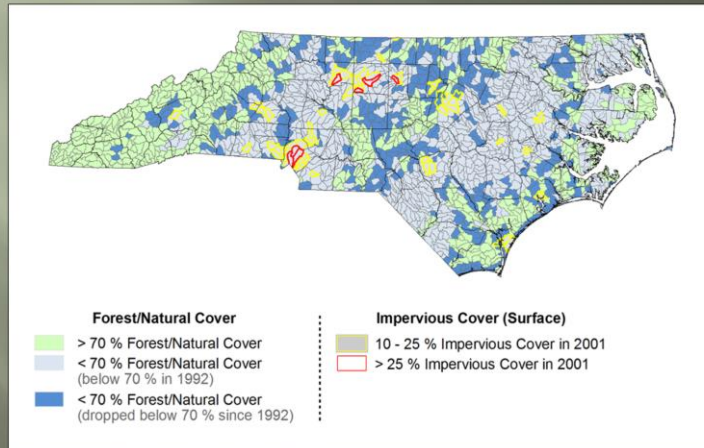 Forest/Natural Cover
> 70 % Forest/Natural Cover
< 70 % Forest/Natural Cover
(below 70 % in 1992)
< 70 % Forest/Natural Cover
(dropped below 70 % since 1992)
Impervious Cover (Surface)
10 - 25 % Impervious Cover in 2001
> 25 % Impervious Cover in 2001